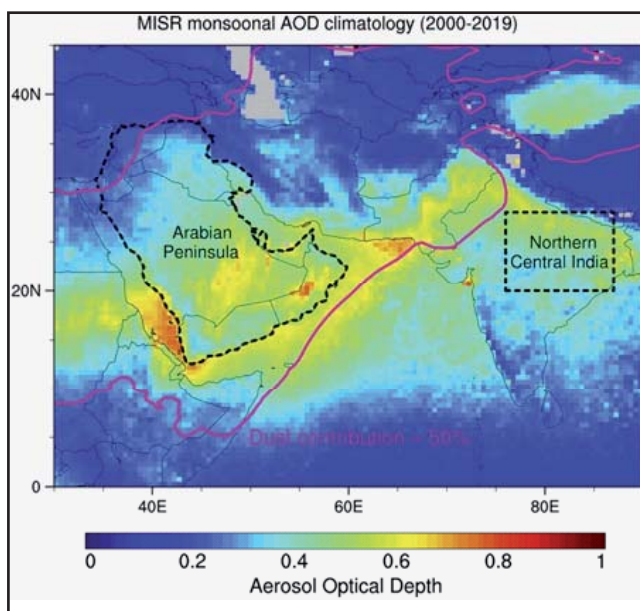 MISR monsoonal AOD climatology (2000-2019)
40N
20N
0
Arabian
Peninsula
Northern
Central India
contribution
50%
40E
60E
80E
0
0.2
0.4
0.6
0.8
1
Aerosol Optical Depth